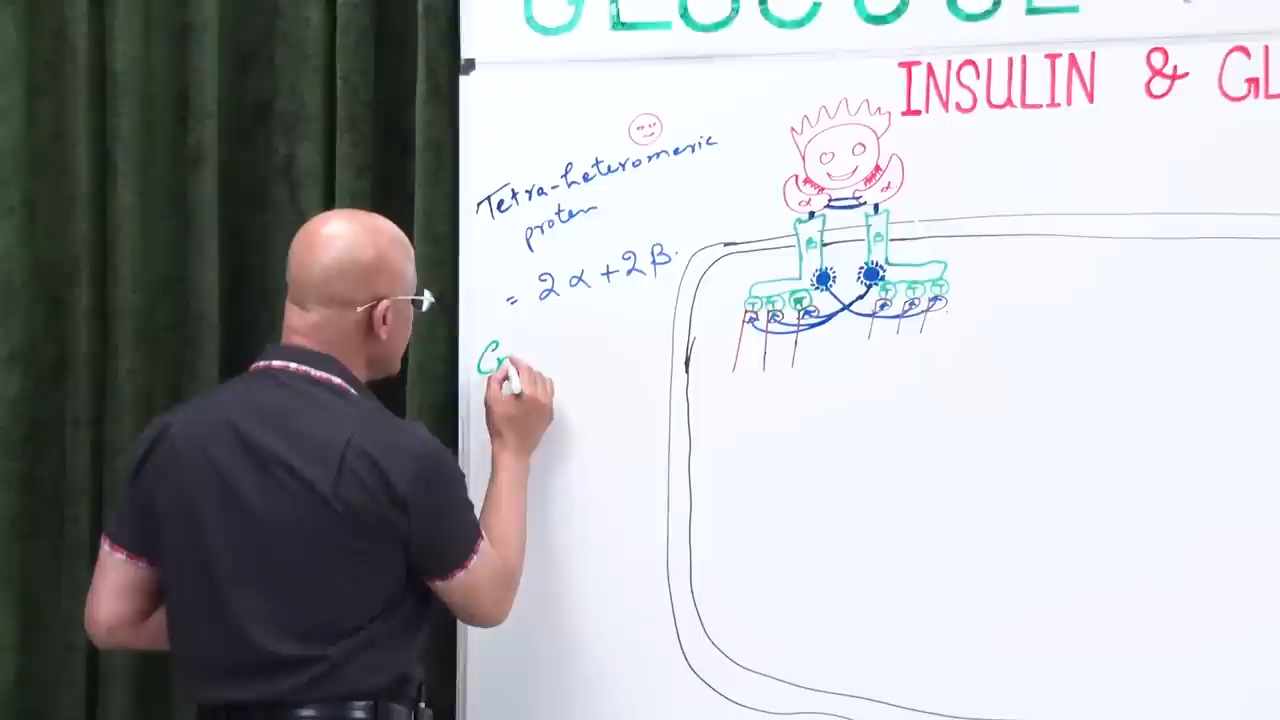 GLUCOSE
INSULIN & GL
Tetra-heteromeric
protein
= 2α + 2β.
α α
β β
T T T T T T